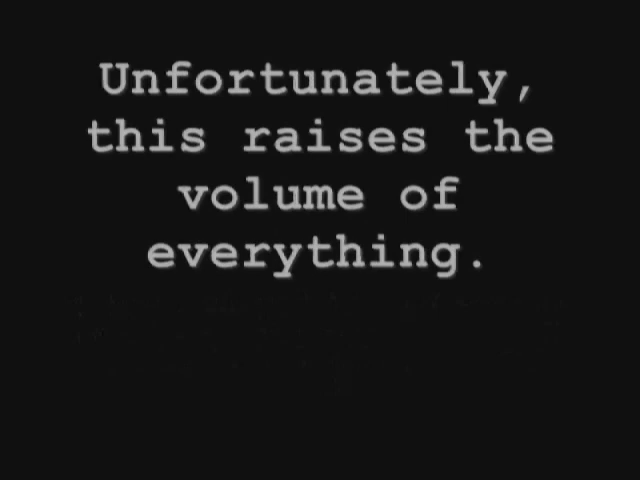 Unfortunately,
this raises the
volume of
everything.